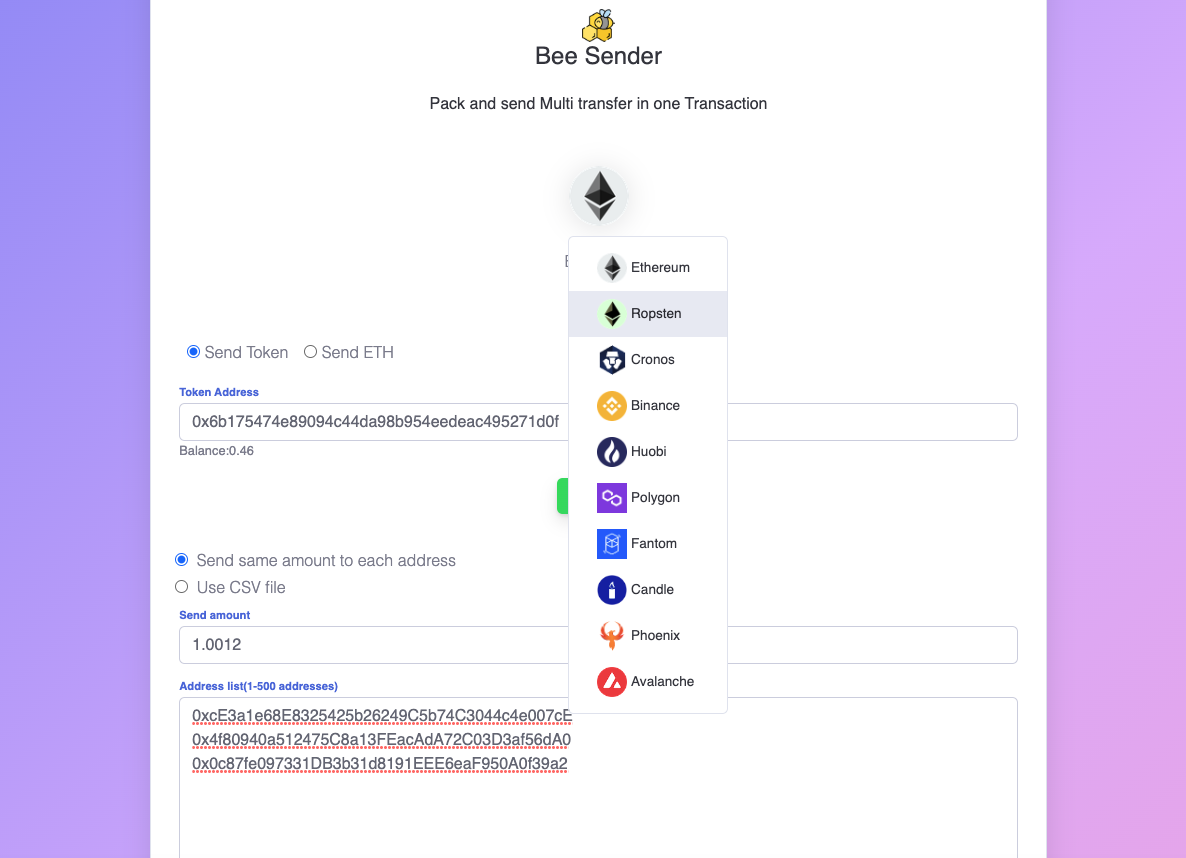 Bee Sender
Pack and send Multi transfer in one Transaction
Ethereum
Ropsten
Cronos
Binance
Huobi
Polygon
Fantom
Candle
Phoenix
Avalanche
Send Token Send ETH
Token Address
0x6b175474e89094c44da98b954eedeac495271d0f
Balance:0.46
Send same amount to each address
Use CSV file
Send amount
1.0012
Address list(1-500 addresses)
0xcE3a1e68E8325425b26249C5b74C3044c4e007cE
0x4f80940a512475C8a13FEacAdA72C03D3af56dA0
0x0c87fe097331DB3b31d8191EEE6eaF950A0f39a2